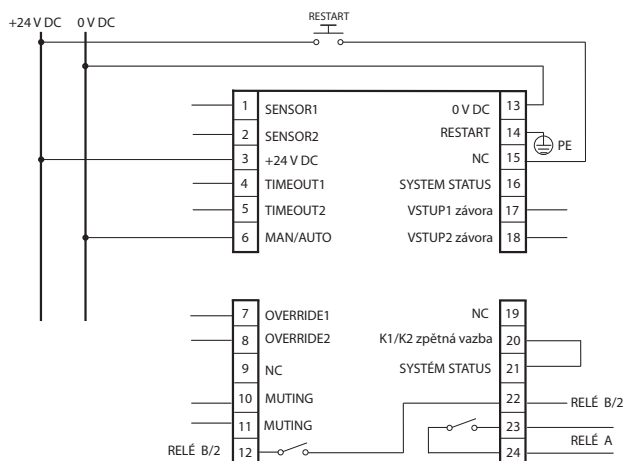 RESTART
+24 V DC 0 V DC
1 SENSOR1 0 V DC 13
2 SENSOR2 RESTART 14
PE
3 +24 V DC NC 15
4 TIMEOUT1 SYSTEM STATUS 16
5 TIMEOUT2 VSTUP1 závora 17
6 MAN/AUTO VSTUP2 závora 18
7 OVERRIDE1 NC 19
8 OVERRIDE2 K1/K2 zpětná vazba 20
9 NC SYSTÉM STATUS 21
10 MUTING 22 RELÉ B/2
11 MUTING 23
RELÉ A
RELÉ B/2 12 24